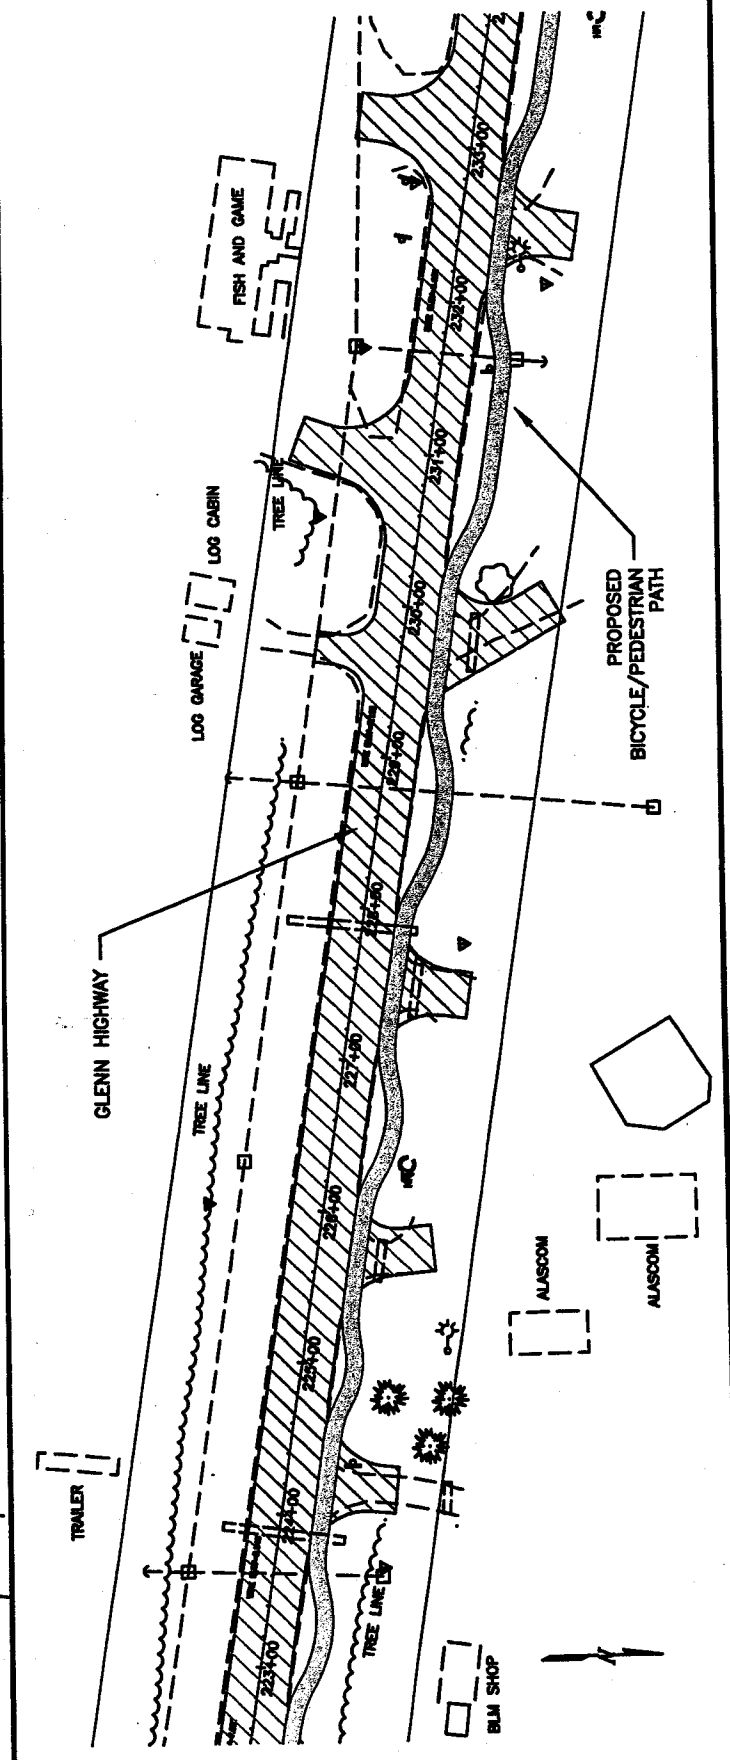 GLENN HIGHWAY
TRAILER
TREE LINE
LOG GARAGE
LOG CABIN
TREE LINE
FISH AND GAME
223+00
224+00
225+00
226+00
227+00
228+00
229+00
230+00
231+00
232+00
233+00
TREE LINE
BLM SHOP
ALASCOM
ALASCOM
PROPOSED
BICYCLE/PEDESTRIAN
PATH
N